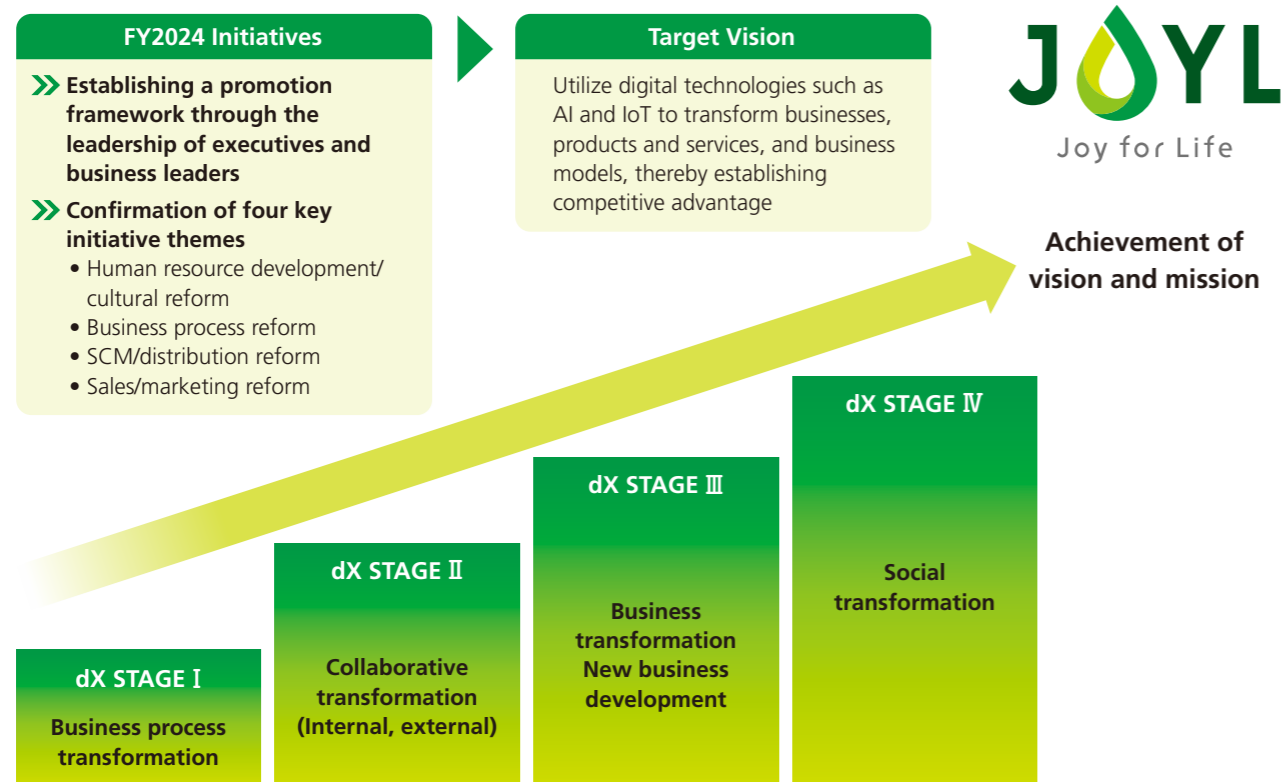 FY2024 Initiatives
Establishing a promotion
framework through the
leadership of executives and
business leaders
Confirmation of four key
initiative themes
• Human resource development/
cultural reform
• Business process reform
• SCM/distribution reform
• Sales/marketing reform
Target Vision
Utilize digital technologies such as
AI and IoT to transform businesses,
products and services, and business
models, thereby establishing
competitive advantage
JOYL
Joy for Life
Achievement of
vision and mission
dX STAGE Ⅰ
Business process
transformation
dX STAGE Ⅱ
Collaborative
transformation
(Internal, external)
dX STAGE Ⅲ
Business
transformation
New business
development
dX STAGE Ⅳ
Social
transformation